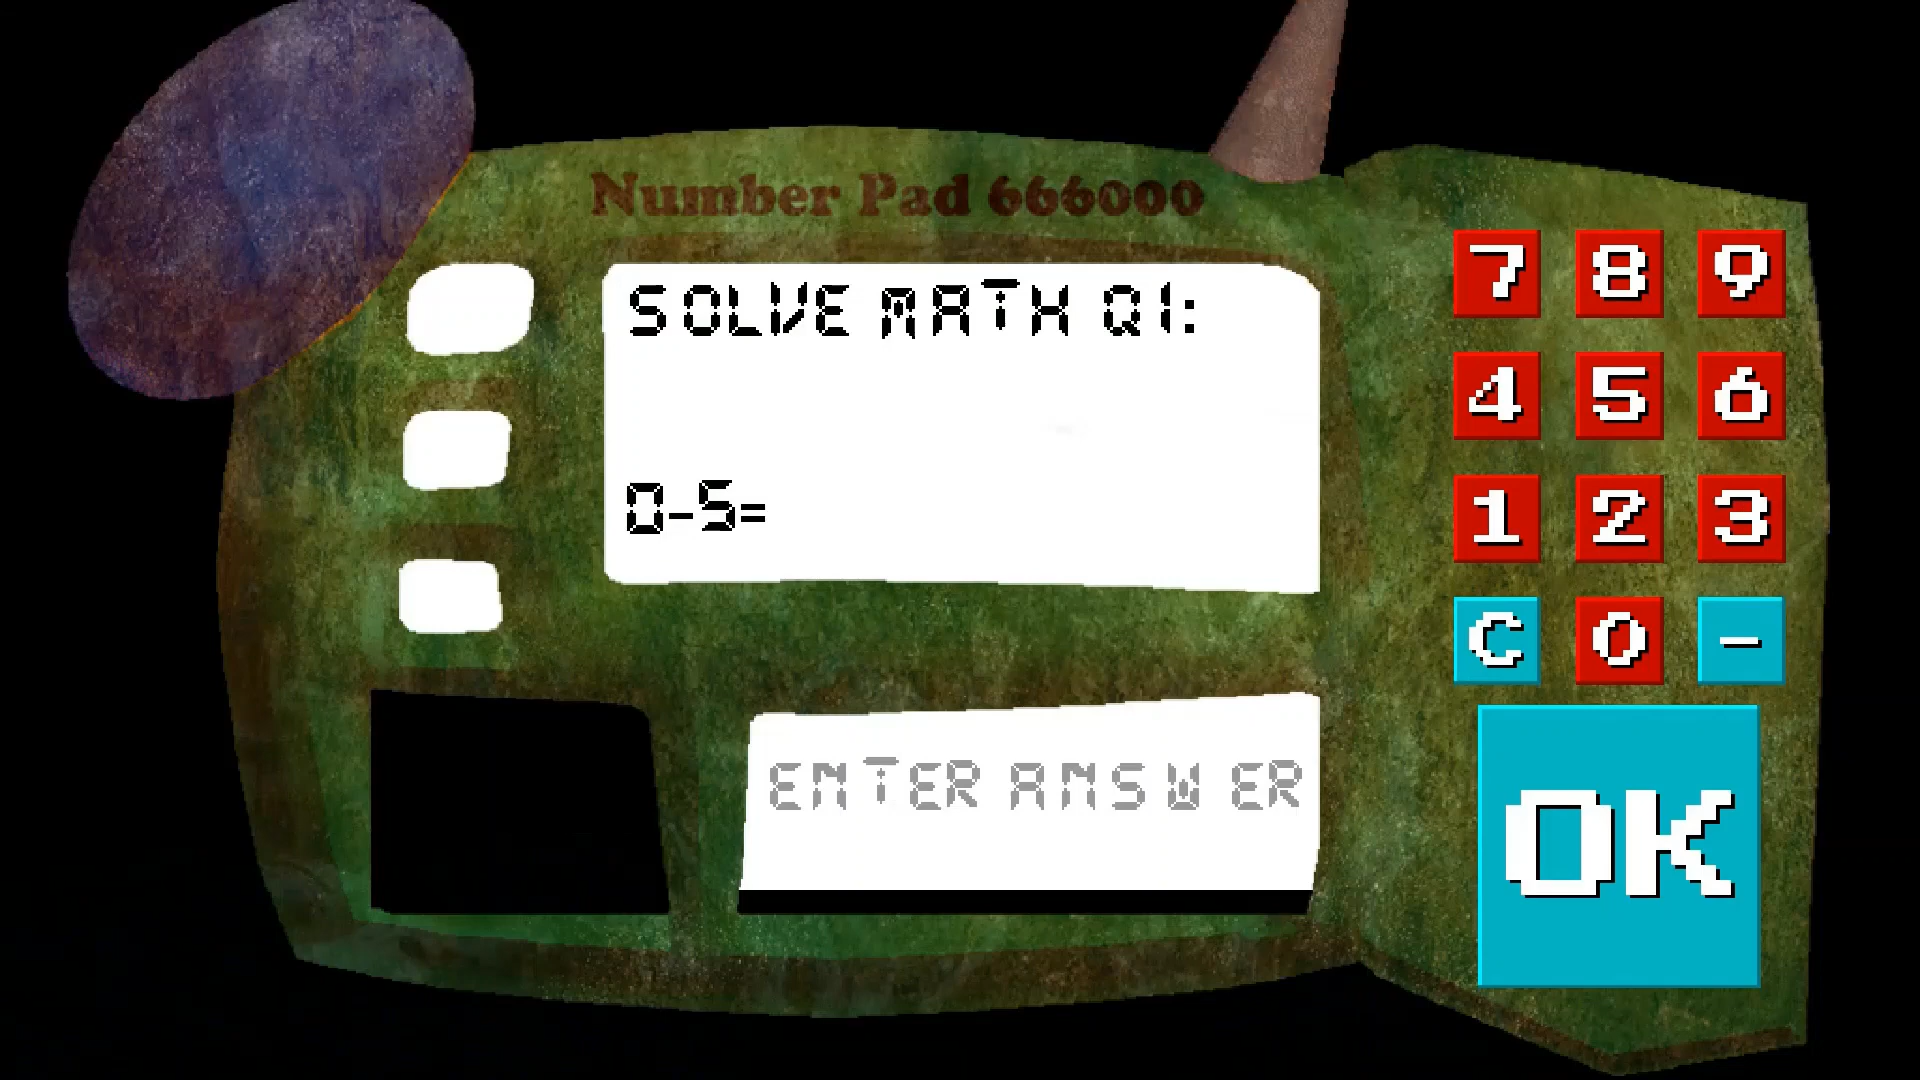 Number Pad 666000
SOLVE MATH Q1:
0-5=
7 8 9
4 5 6
1 2 3
C 0 -
ENTER ANSWER
OK